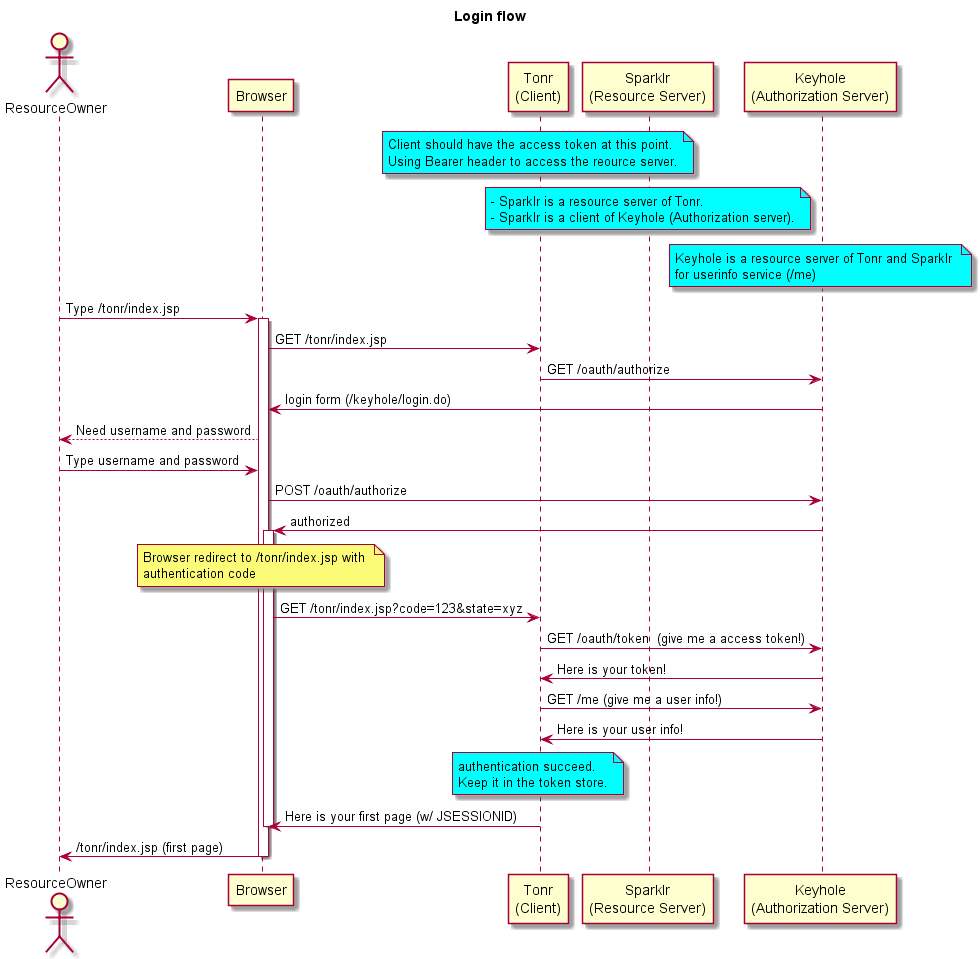 Login flow
ResourceOwner
Browser
Tonr
(Client)
Sparklr
(Resource Server)
Keyhole
(Authorization Server)
Client should have the access token at this point.
Using Bearer header to access the reource server.
- Sparklr is a resource server of Tonr.
- Sparklr is a client of Keyhole (Authorization server).
Keyhole is a resource server of Tonr and Sparklr
for userinfo service (/me)
Type /tonr/index.jsp
GET /tonr/index.jsp
GET /oauth/authorize
login form (/keyhole/login.do)
Need username and password
Type username and password
POST /oauth/authorize
authorized
Browser redirect to /tonr/index.jsp with
authentication code
GET /tonr/index.jsp?code=123&state=xyz
GET /oauth/token  (give me a access token!)
Here is your token!
GET /me (give me a user info!)
Here is your user info!
authentication succeed.
Keep it in the token store.
Here is your first page (w/ JSESSIONID)
/tonr/index.jsp (first page)
ResourceOwner
Browser
Tonr
(Client)
Sparklr
(Resource Server)
Keyhole
(Authorization Server)